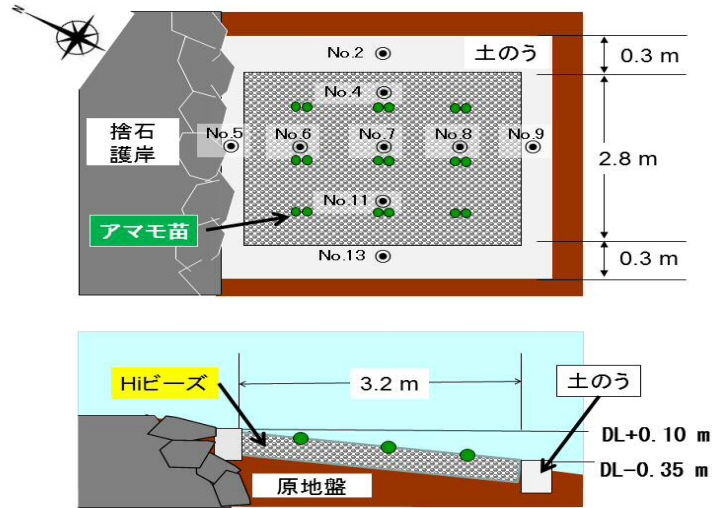 N
No.2
土のう
0.3 m
No.4
捨石
護岸
No.5
No.6
No.7
No.8
No.9
2.8 m
No.11
アマモ苗
No.13
0.3 m
Hiビーズ
3.2 m
土のう
DL+0.10 m
DL−0.35 m
原地盤